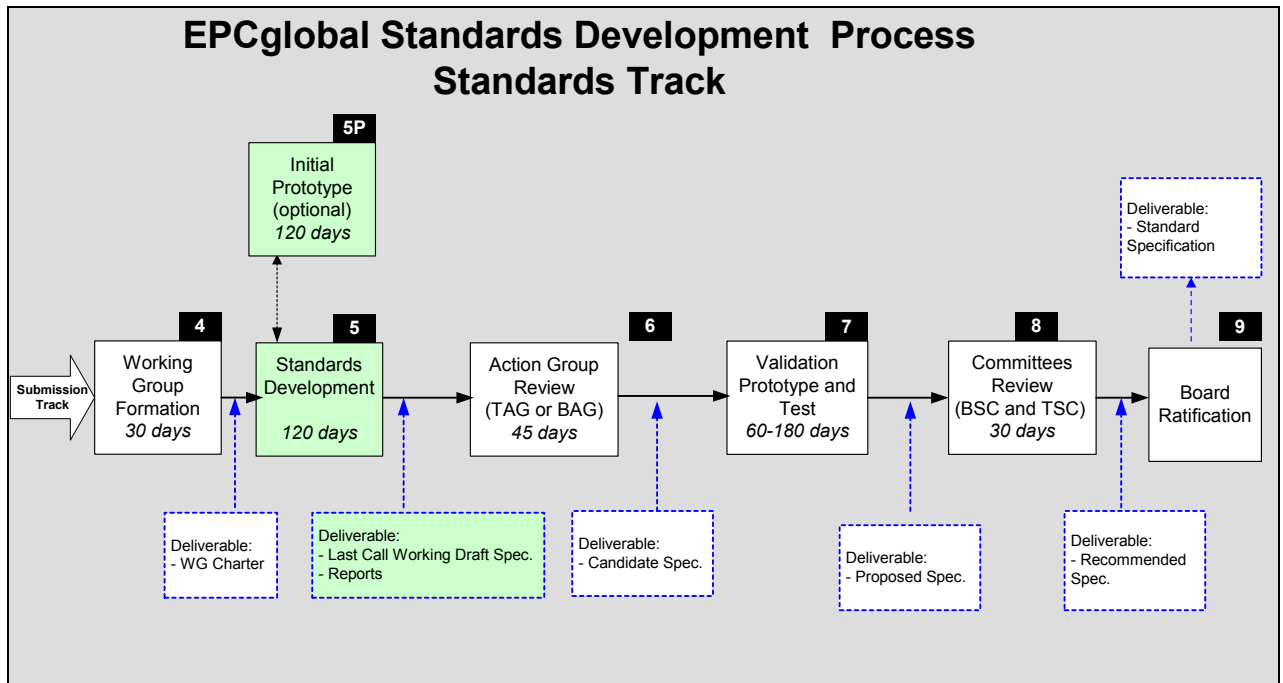 EPCglobal Standards Development Process
Standards Track
5P
Initial
Prototype
(optional)
120 days
Deliverable:
- Standard
Specification
4
5
6
7
8
9
Submission
Track
Working
Group
Formation
30 days
Standards
Development
120 days
Action Group
Review
(TAG or BAG)
45 days
Validation
Prototype and
Test
60-180 days
Committees
Review
(BSC and TSC)
30 days
Board
Ratification
Deliverable:
- WG Charter
Deliverable:
- Last Call Working Draft Spec.
- Reports
Deliverable:
- Candidate Spec.
Deliverable:
- Proposed Spec.
Deliverable:
- Recommended
Spec.